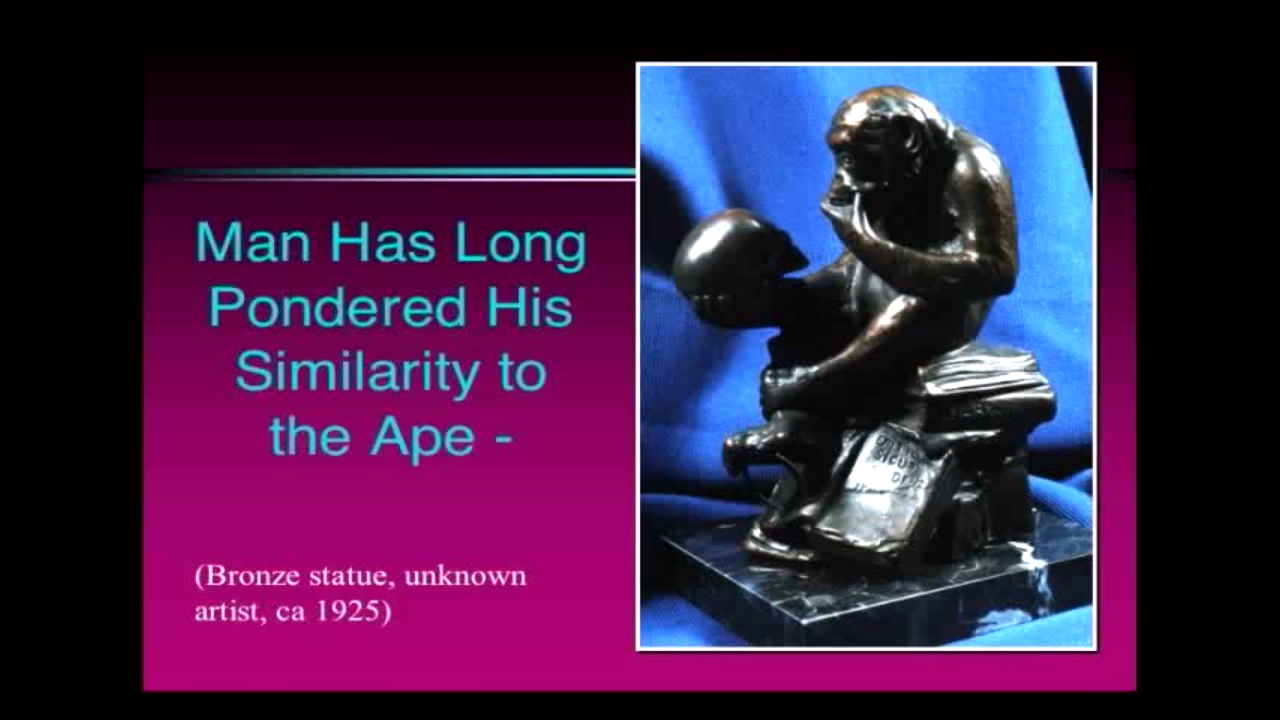 Man Has Long
Pondered His
Similarity to
the Ape -
(Bronze statue, unknown
artist, ca 1925)